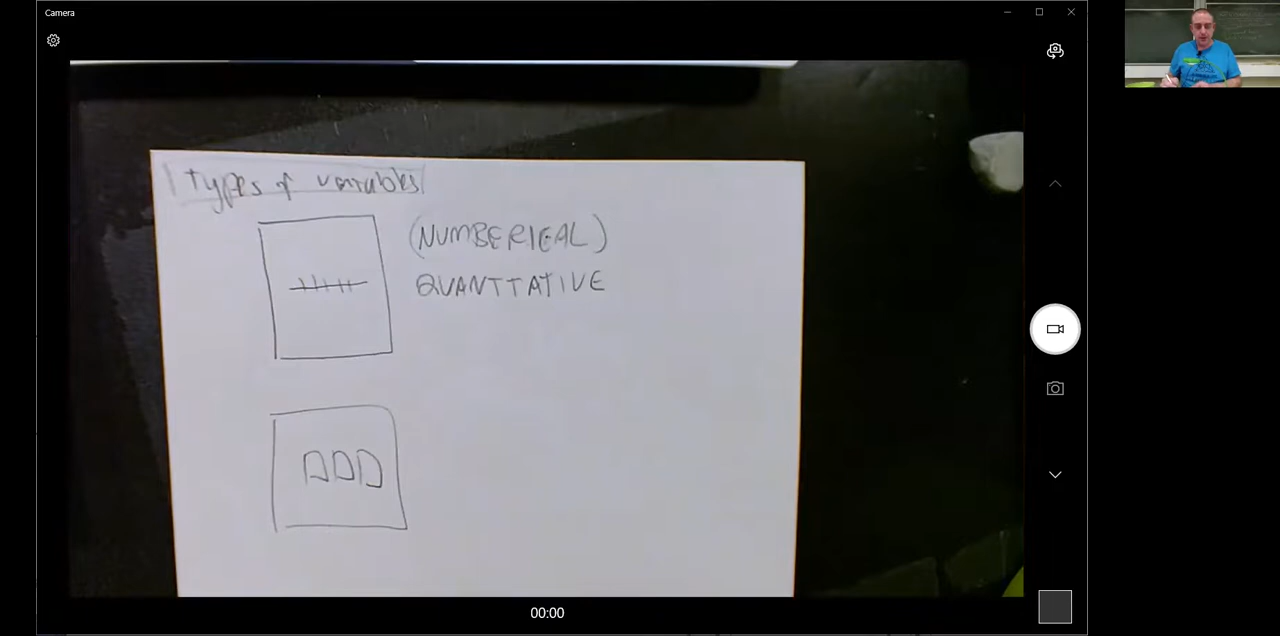 Camera
Types of variables
(NUMBERICAL)
QUANTTATIVE
00:00